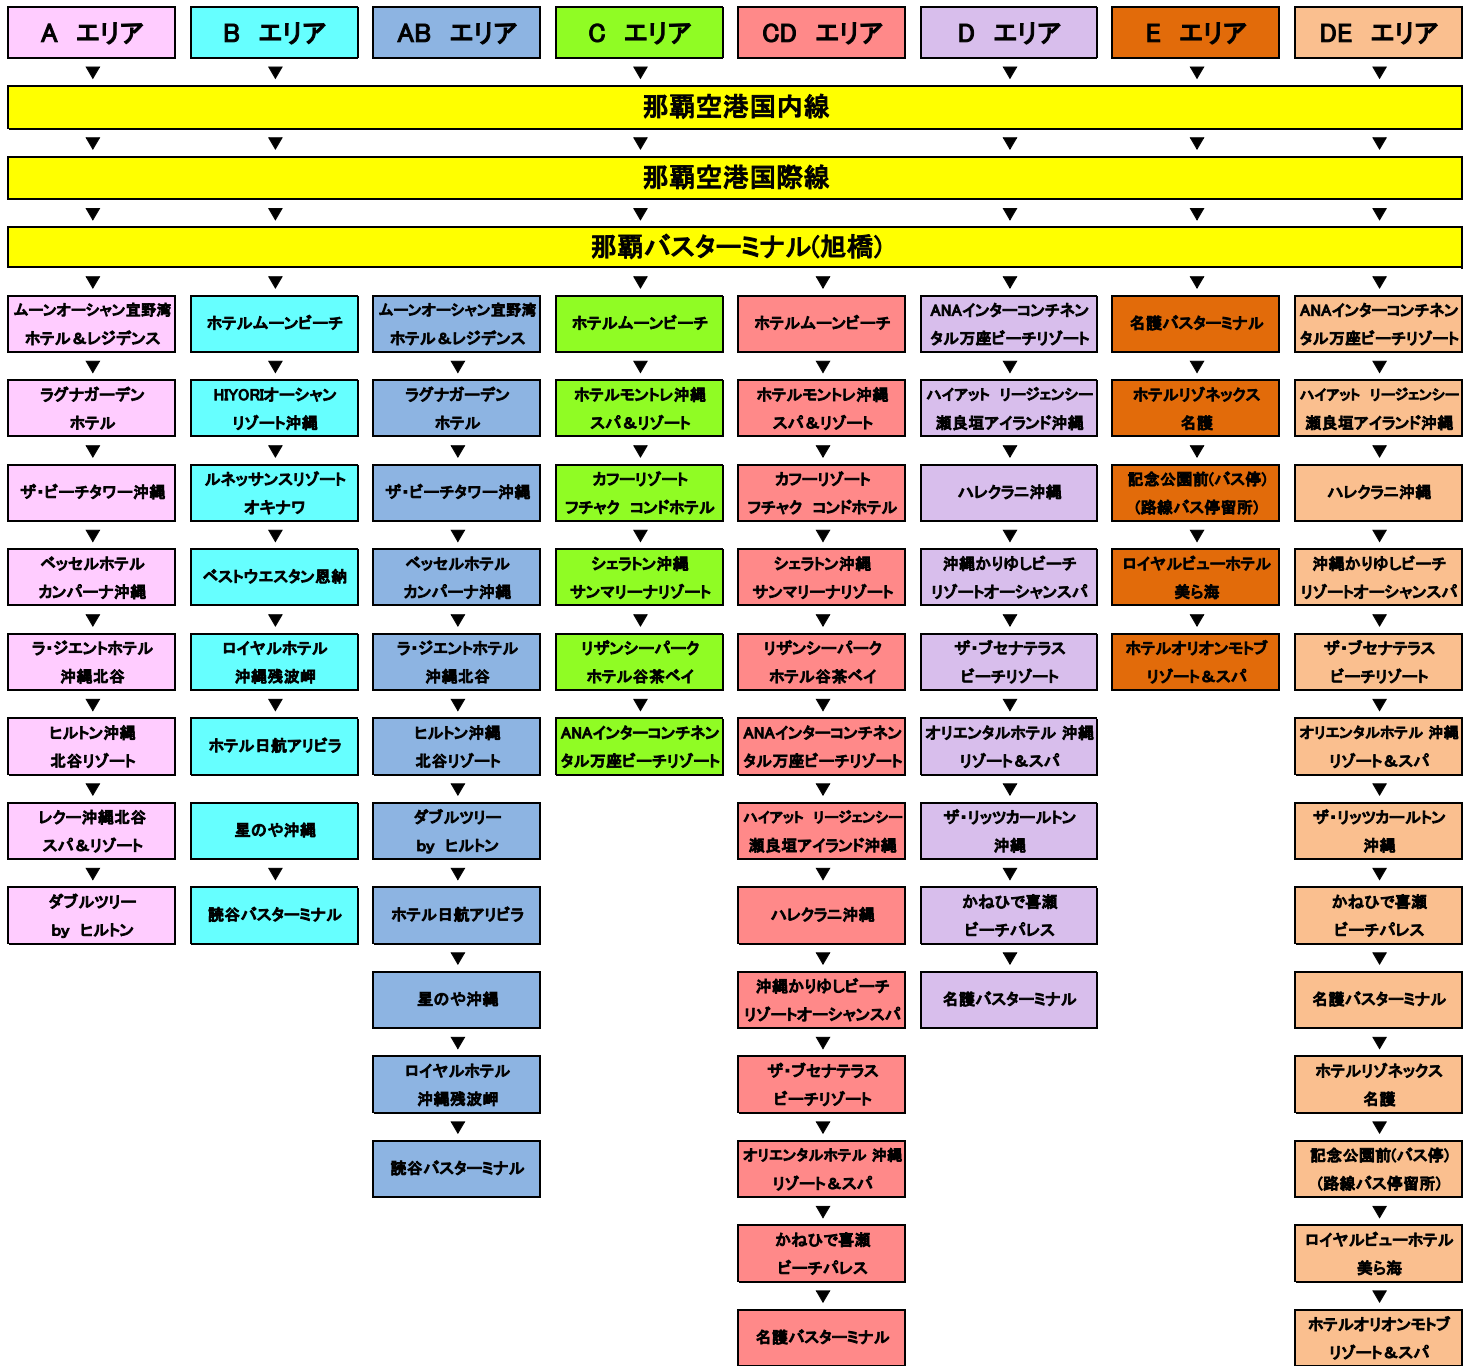 A エリア
B エリア
AB エリア
C エリア
CD エリア
D エリア
E エリア
DE エリア
▼ ▼ ▼ ▼ ▼ ▼
那覇空港国内線
▼ ▼ ▼ ▼ ▼ ▼
那覇空港国際線
▼ ▼ ▼ ▼ ▼ ▼
那覇バスターミナル(旭橋)
▼
ムーンオーシャン宜野湾
ホテル&レジデンス
▼
ラグナガーデン
ホテル
▼
ザ・ビーチタワー沖縄
▼
ベッセルホテル
カンパーナ沖縄
▼
ラ・ジエントホテル
沖縄北谷
▼
ヒルトン沖縄
北谷リゾート
▼
レクー沖縄北谷
スパ&リゾート
▼
ダブルツリー
by ヒルトン
▼
ホテルムーンビーチ
▼
HIYORIオーシャン
リゾート沖縄
▼
ルネッサンスリゾート
オキナワ
▼
ベストウエスタン恩納
▼
ロイヤルホテル
沖縄残波岬
▼
ホテル日航アリビラ
▼
星のや沖縄
▼
読谷バスターミナル
▼
ムーンオーシャン宜野湾
ホテル&レジデンス
▼
ラグナガーデン
ホテル
▼
ザ・ビーチタワー沖縄
▼
ベッセルホテル
カンパーナ沖縄
▼
ラ・ジエントホテル
沖縄北谷
▼
ヒルトン沖縄
北谷リゾート
▼
ダブルツリー
by ヒルトン
▼
ホテル日航アリビラ
▼
星のや沖縄
▼
ロイヤルホテル
沖縄残波岬
▼
読谷バスターミナル
▼
ホテルムーンビーチ
▼
ホテルモントレ沖縄
スパ&リゾート
▼
カフーリゾート
フチャク コンドホテル
▼
シェラトン沖縄
サンマリーナリゾート
▼
リザンシーパーク
ホテル谷茶ベイ
▼
ANAインターコンチネン
タル万座ビーチリゾート
▼
ホテルムーンビーチ
▼
ホテルモントレ沖縄
スパ&リゾート
▼
カフーリゾート
フチャク コンドホテル
▼
シェラトン沖縄
サンマリーナリゾート
▼
リザンシーパーク
ホテル谷茶ベイ
▼
ANAインターコンチネン
タル万座ビーチリゾート
▼
ハイアット リージェンシー
瀬良垣アイランド沖縄
▼
ハレクラニ沖縄
▼
沖縄かりゆしビーチ
リゾートオーシャンスパ
▼
ザ・ブセナテラス
ビーチリゾート
▼
オリエンタルホテル 沖縄
リゾート&スパ
▼
かねひで喜瀬
ビーチパレス
▼
名護バスターミナル
▼
ANAインターコンチネン
タル万座ビーチリゾート
▼
ハイアット リージェンシー
瀬良垣アイランド沖縄
▼
ハレクラニ沖縄
▼
沖縄かりゆしビーチ
リゾートオーシャンスパ
▼
ザ・ブセナテラス
ビーチリゾート
▼
オリエンタルホテル 沖縄
リゾート&スパ
▼
ザ・リッツカールトン
沖縄
▼
かねひで喜瀬
ビーチパレス
▼
名護バスターミナル
▼
名護バスターミナル
▼
ホテルリゾネックス
名護
▼
記念公園前(バス停)
(路線バス停留所)
▼
ロイヤルビューホテル
美ら海
▼
ホテルオリオンモトブ
リゾート&スパ
▼
ANAインターコンチネン
タル万座ビーチリゾート
▼
ハイアット リージェンシー
瀬良垣アイランド沖縄
▼
ハレクラニ沖縄
▼
沖縄かりゆしビーチ
リゾートオーシャンスパ
▼
ザ・ブセナテラス
ビーチリゾート
▼
オリエンタルホテル 沖縄
リゾート&スパ
▼
ザ・リッツカールトン
沖縄
▼
かねひで喜瀬
ビーチパレス
▼
名護バスターミナル
▼
ホテルリゾネックス
名護
▼
記念公園前(バス停)
(路線バス停留所)
▼
ロイヤルビューホテル
美ら海
▼
ホテルオリオンモトブ
リゾート&スパ